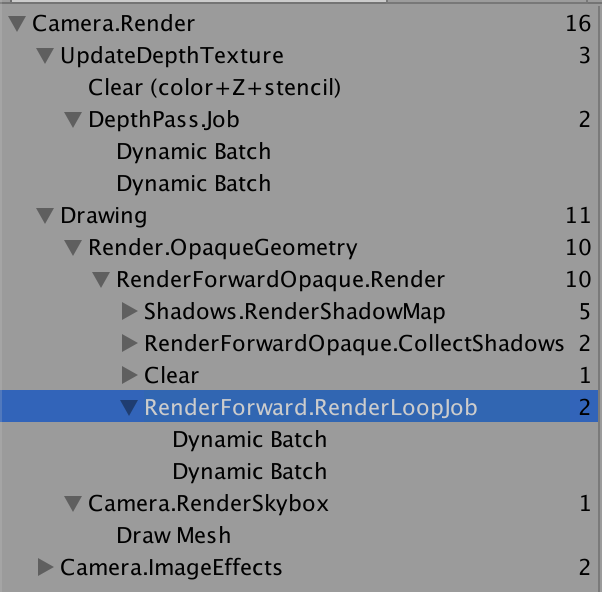 Camera.Render 16
UpdateDepthTexture 3
Clear (color+Z+stencil)
DepthPass.Job 2
Dynamic Batch
Dynamic Batch
Drawing 11
Render.OpaqueGeometry 10
RenderForwardOpaque.Render 10
Shadows.RenderShadowMap 5
RenderForwardOpaque.CollectShadows 2
Clear 1
RenderForward.RenderLoopJob 2
Dynamic Batch
Dynamic Batch
Camera.RenderSkybox 1
Draw Mesh
Camera.ImageEffects 2